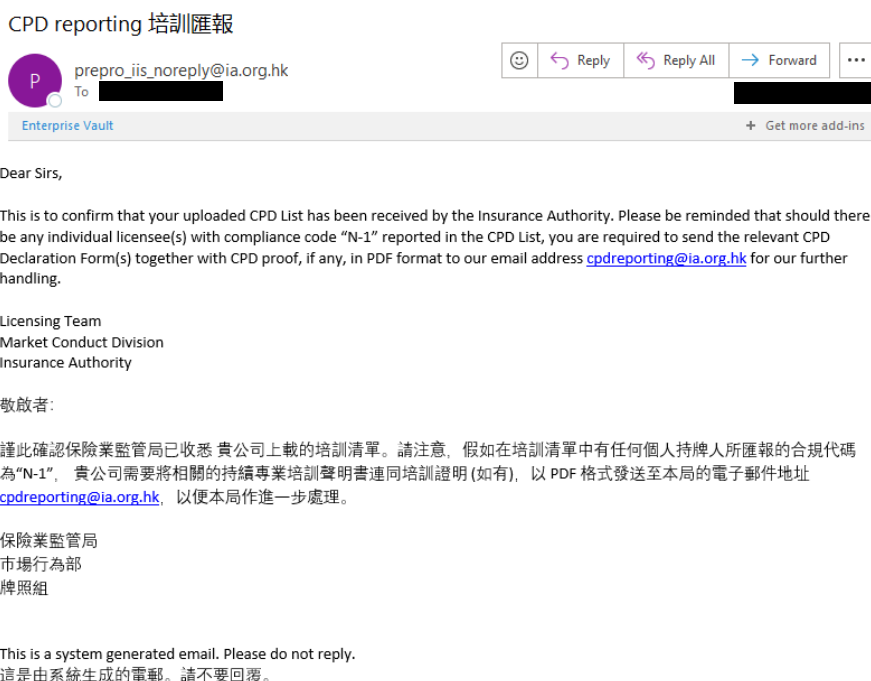 CPD reporting 培訓匯報
P
prepro_iis_noreply@ia.org.hk
To
Reply
Reply All
Forward
Enterprise Vault
+ Get more add-ins
Dear Sirs,
This is to confirm that your uploaded CPD List has been received by the Insurance Authority. Please be reminded that should there
be any individual licensee(s) with compliance code “N-1” reported in the CPD List, you are required to send the relevant CPD
Declaration Form(s) together with CPD proof, if any, in PDF format to our email address cpdreporting@ia.org.hk for our further
handling.
Licensing Team
Market Conduct Division
Insurance Authority
敬啟者:
謹此確認保險業監管局已收悉 貴公司上載的培訓清單。請注意，假如在培訓清單中有任何個人持牌人所匯報的合規代碼
為“N-1”， 貴公司需要將相關的持續專業培訓聲明書連同培訓證明 (如有)，以 PDF 格式發送至本局的電子郵件地址
cpdreporting@ia.org.hk，以便本局作進一步處理。
保險業監管局
市場行為部
牌照組
This is a system generated email. Please do not reply.
這是由系統生成的電郵。請不要回覆。